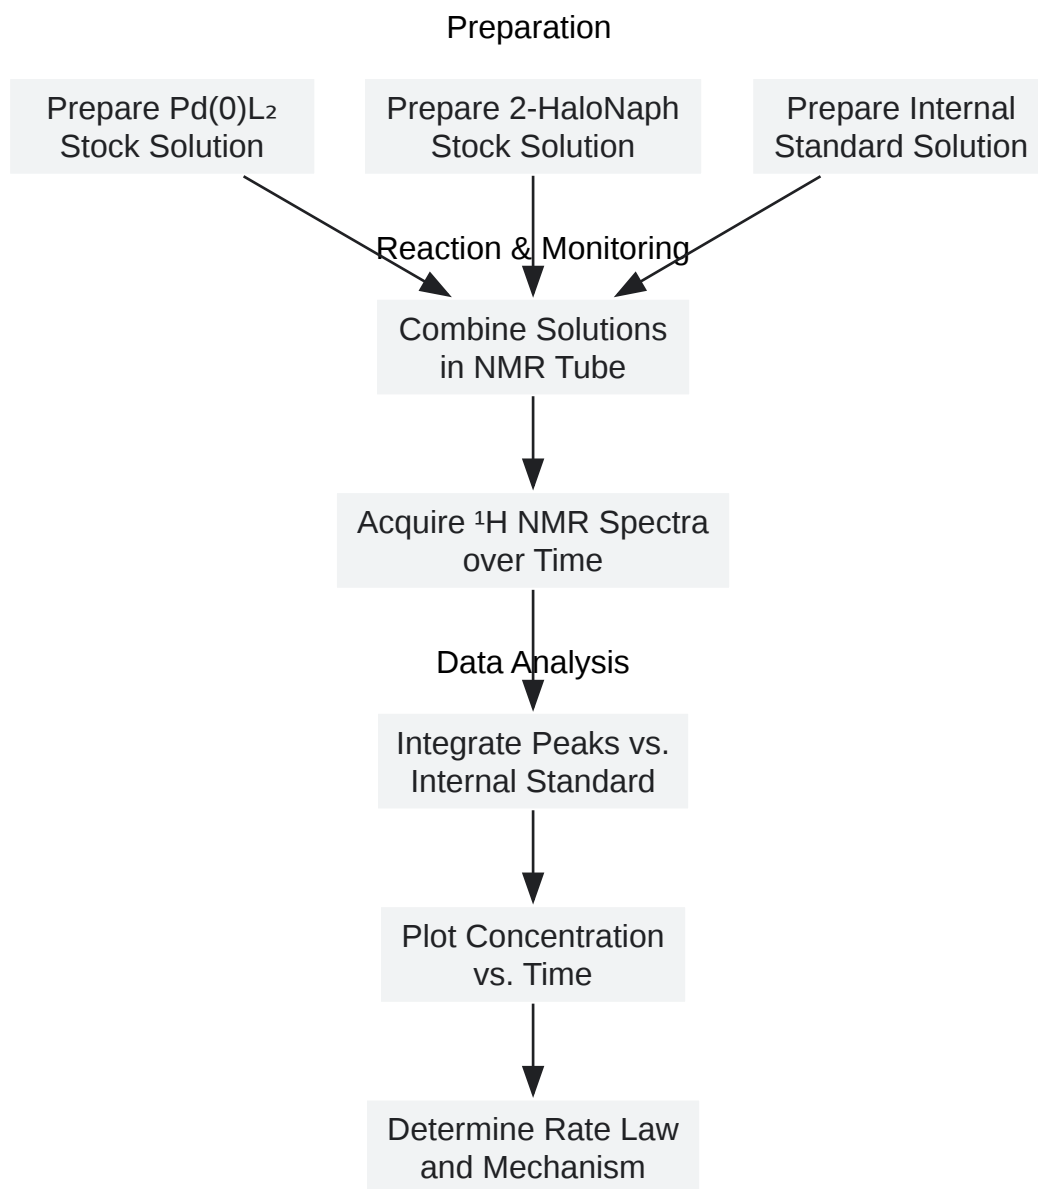 Preparation
Prepare Pd(0)L₂
Stock Solution
Prepare 2-HaloNaph
Stock Solution
Prepare Internal
Standard Solution
Reaction & Monitoring
Combine Solutions
in NMR Tube
Acquire ¹H NMR Spectra
over Time
Data Analysis
Integrate Peaks vs.
Internal Standard
Plot Concentration
vs. Time
Determine Rate Law
and Mechanism